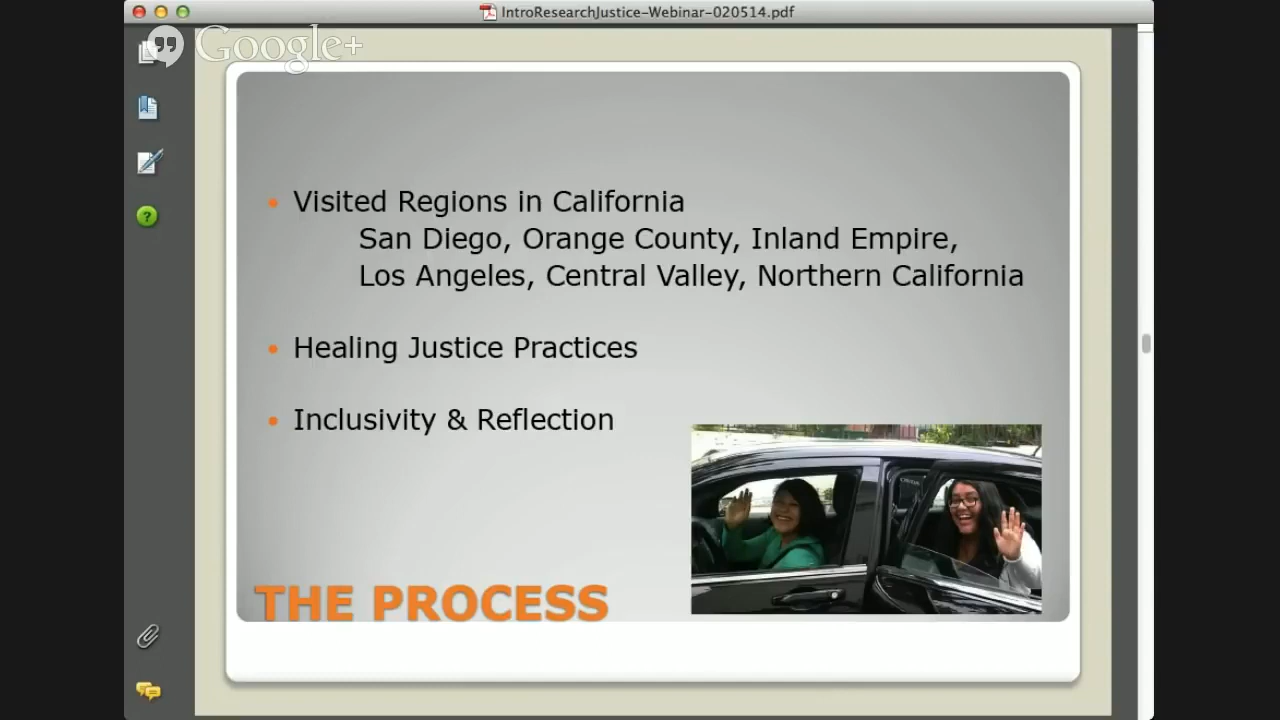 IntroResearchJustice-Webinar-020514.pdf
Google+
• Visited Regions in California
San Diego, Orange County, Inland Empire,
Los Angeles, Central Valley, Northern California
• Healing Justice Practices
• Inclusivity & Reflection
THE PROCESS